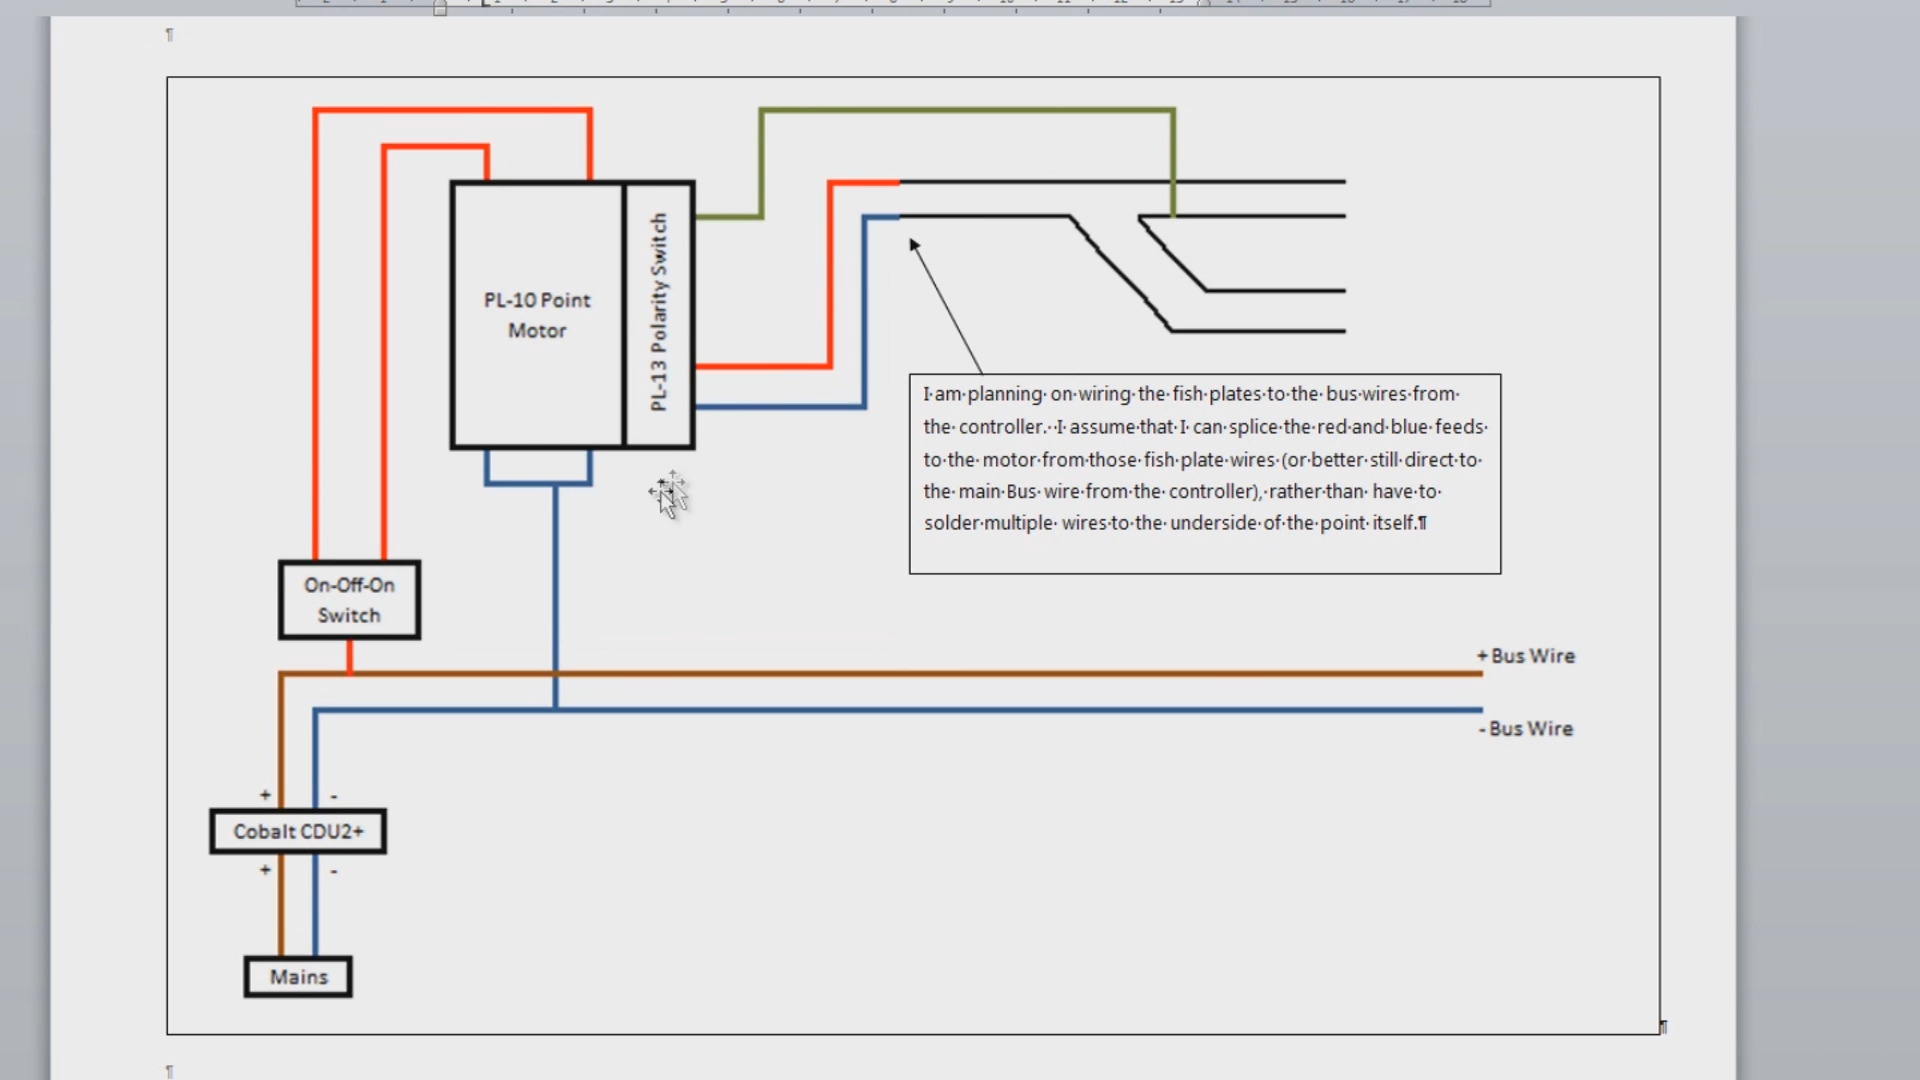 PL-10 Point
Motor
PL-13 Polarity Switch
I am planning on wiring the fish plates to the bus wires from
the controller. I assume that I can splice the red and blue feeds
to the motor from those fish plate wires (or better still direct to
the main Bus wire from the controller), rather than have to
solder multiple wires to the underside of the point itself.¶
On-Off-On
Switch
+ Bus Wire
- Bus Wire
+ -
Cobalt CDU2+
+ -
Mains